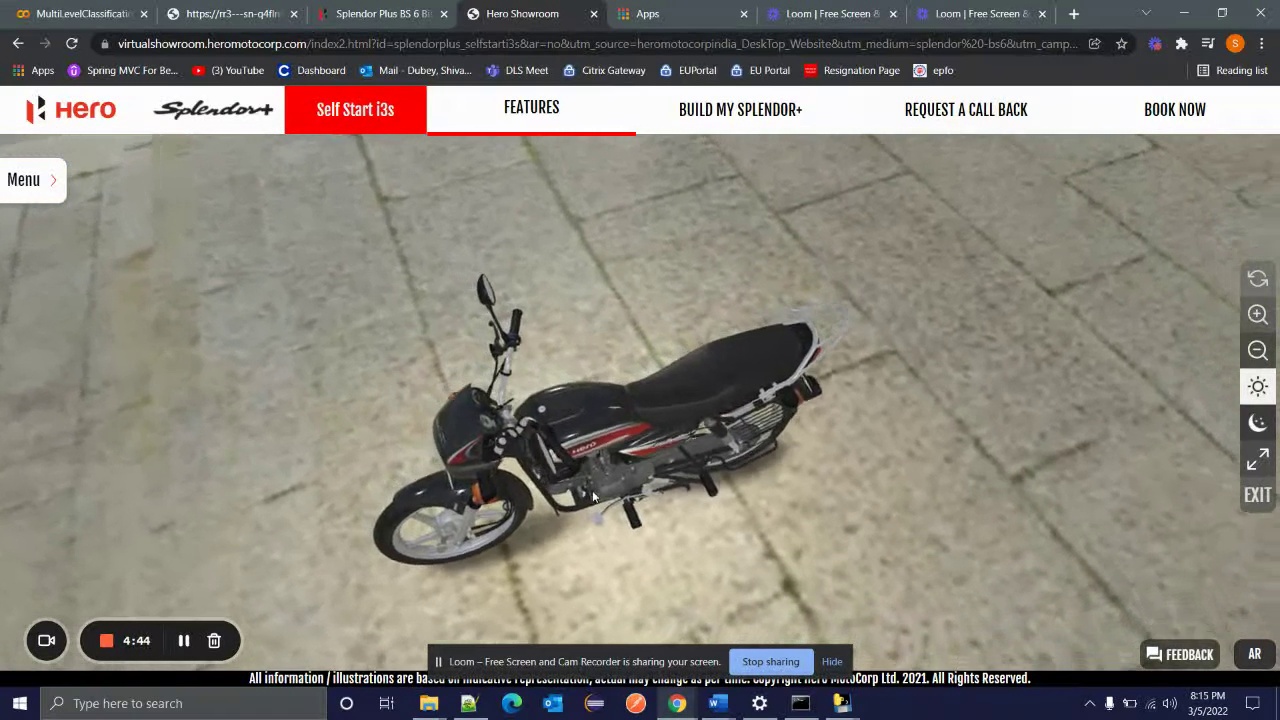 MultiLevelClassificatin
https://rr3---sn-q4fln
Splendor Plus BS 6 Bi
Hero Showroom
Apps
Loom | Free Screen &
Loom | Free Screen &
virtualshowroom.heromotocorp.com/index2.html?id=splendorplus_selfstarti3s&at=no&utm_source=heromotocorpindia_DeskTop_Website&utm_medium=splendor%20-bs6&utm_camp...
Apps
Spring MVC For Be...
(3) YouTube
Dashboard
Mail - Dubey, Shiva...
DLS Meet
Citrix Gateway
EUPortal
EU Portal
Resignation Page
epfo
Reading list
Hero
Splendor+
Self Start i3s
FEATURES
BUILD MY SPLENDOR+
REQUEST A CALL BACK
BOOK NOW
Menu
HERO
EXIT
4:44
Loom – Free Screen and Cam Recorder is sharing your screen.
Stop sharing
Hide
FEEDBACK
AR
All information / illustrations are based on indicative representation, actual may change as per time. Copyright Hero MotoCorp Ltd. 2021. All Rights Reserved.
Type here to search
8:15 PM
3/5/2022